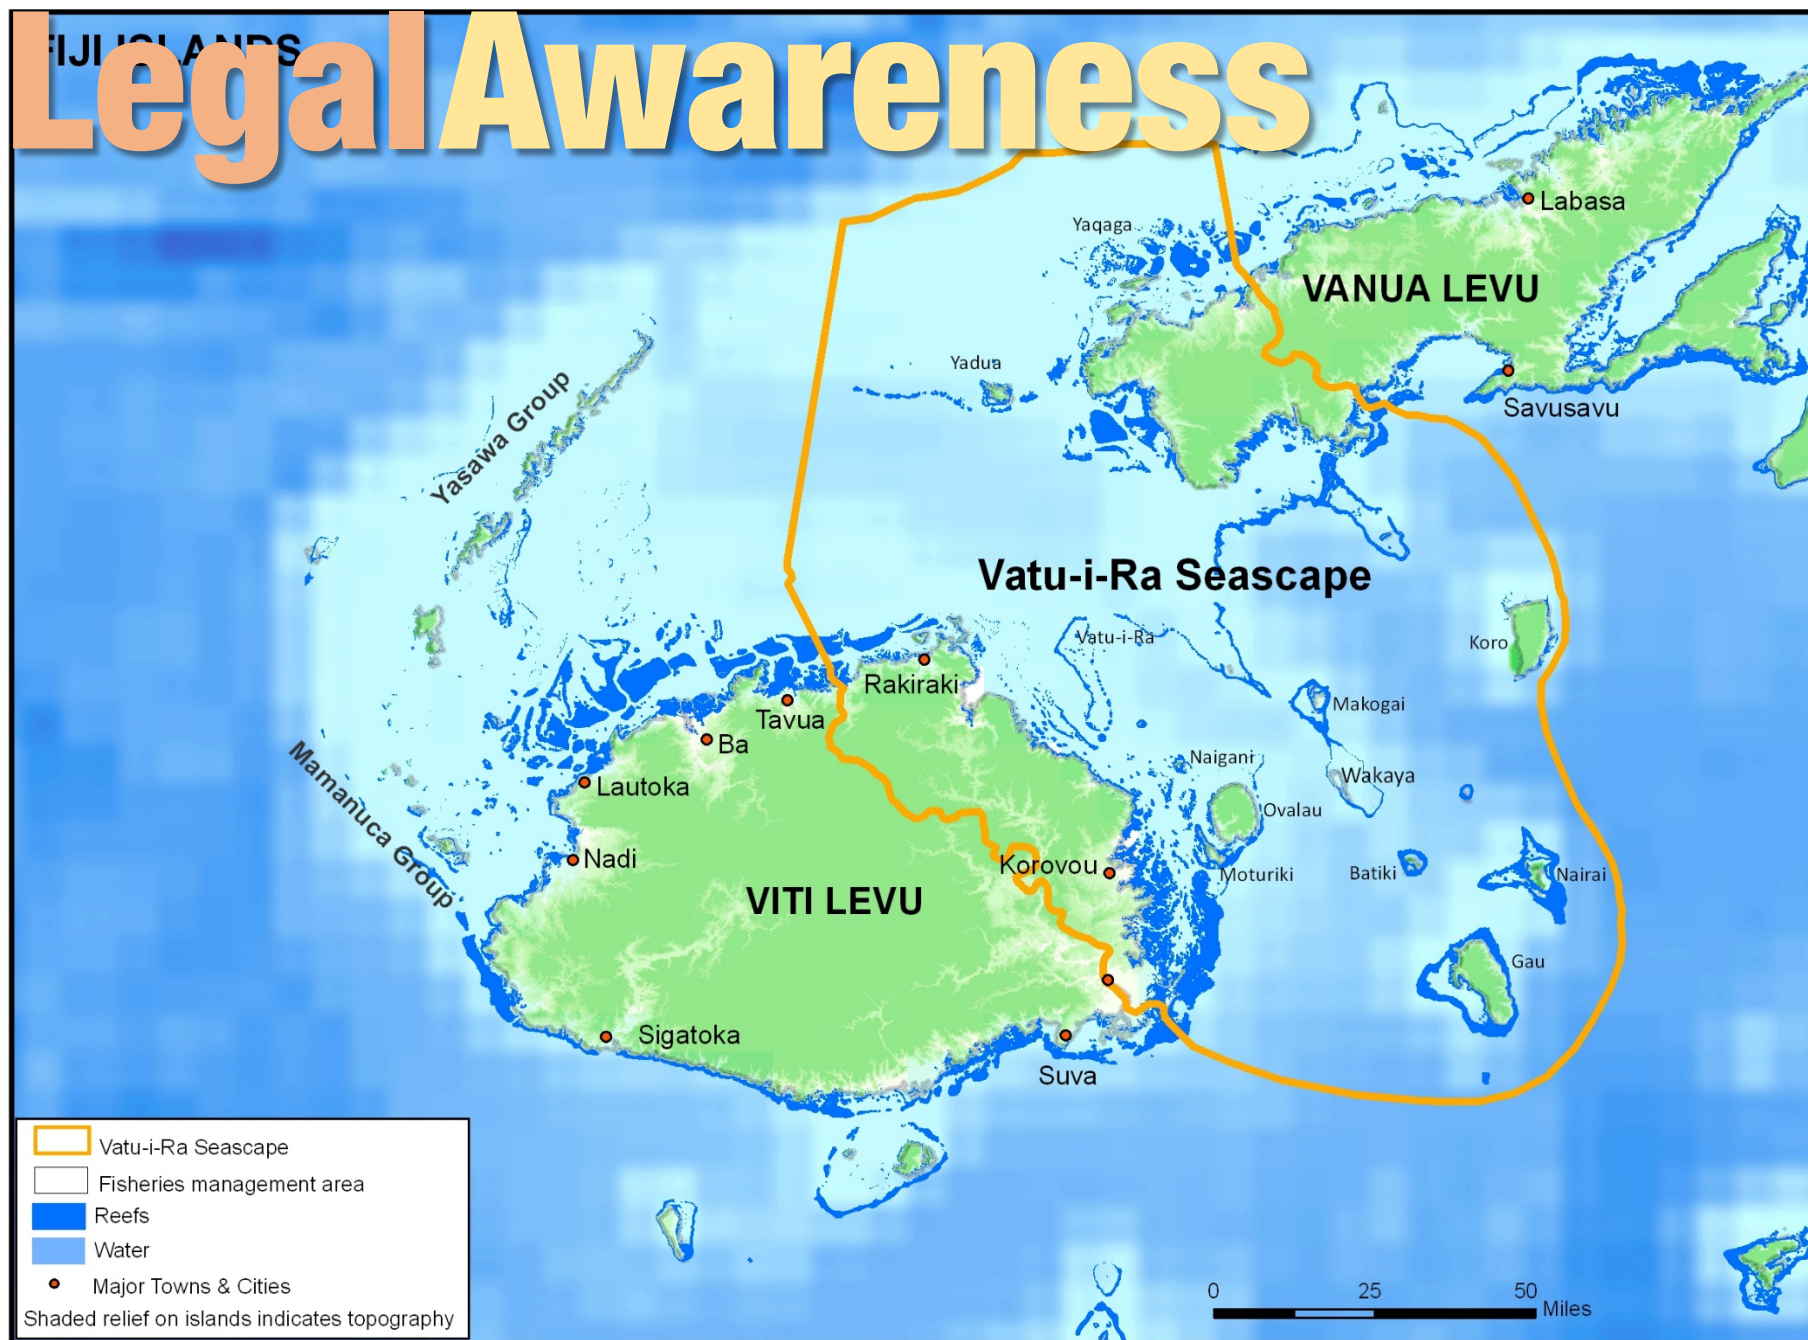 FIJI ISLANDS
Legal Awareness
Labasa
Yaqaga
VANUA LEVU
Yadua
Savusavu
Yasawa Group
Vatu-i-Ra Seascape
Vatu-i-Ra
Koro
Rakiraki
Makogai
Tavua
Ba
Naigani
Wakaya
Lautoka
Mamanuca Group
Ovalau
Nadi
Korovou
Moturiki
Batiki
Nairai
VITI LEVU
Gau
Sigatoka
Suva
Vatu-i-Ra Seascape
Fisheries management area
Reefs
Water
Major Towns & Cities
Shaded relief on islands indicates topography
0 25 50
Miles